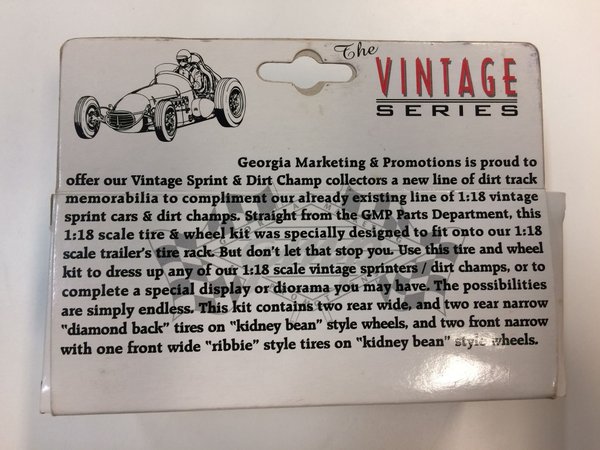 The
VINTAGE
SERIES
Georgia Marketing & Promotions is proud to
offer our Vintage Sprint & Dirt Champ collectors a new line of dirt track
memorabilia to compliment our already existing line of 1:18 vintage
sprint cars & dirt champs. Straight from the GMP Parts Department, this
1:18 scale tire & wheel kit was specially designed to fit onto our 1:18
scale trailer's tire rack. But don't let that stop you. Use this tire and wheel
kit to dress up any of our 1:18 scale vintage sprinters / dirt champs, or to
complete a special display or diorama you may have. The possibilities
are simply endless. This kit contains two rear wide, and two rear narrow
"diamond back" tires on "kidney bean" style wheels, and two front narrow
with one front wide "ribbie" style tires on "kidney bean" style wheels.